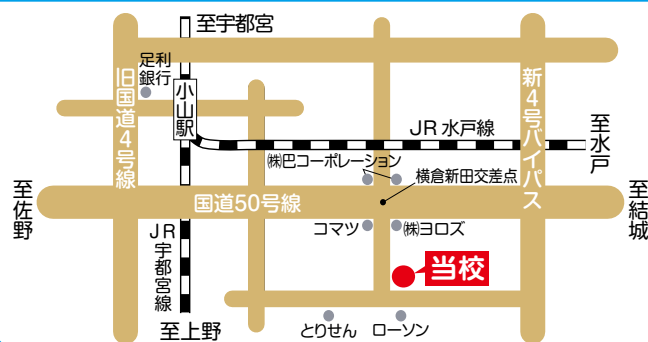 至宇都宮
足利
銀行
旧国道4号線
小山駅
新4号バイパス
JR 水戸線
至水戸
㈱巴コーポレーション
横倉新田交差点
至佐野
国道50号線
至結城
コマツ
㈱ヨロズ
JR宇都宮線
当校
至上野
とりせん
ローソン